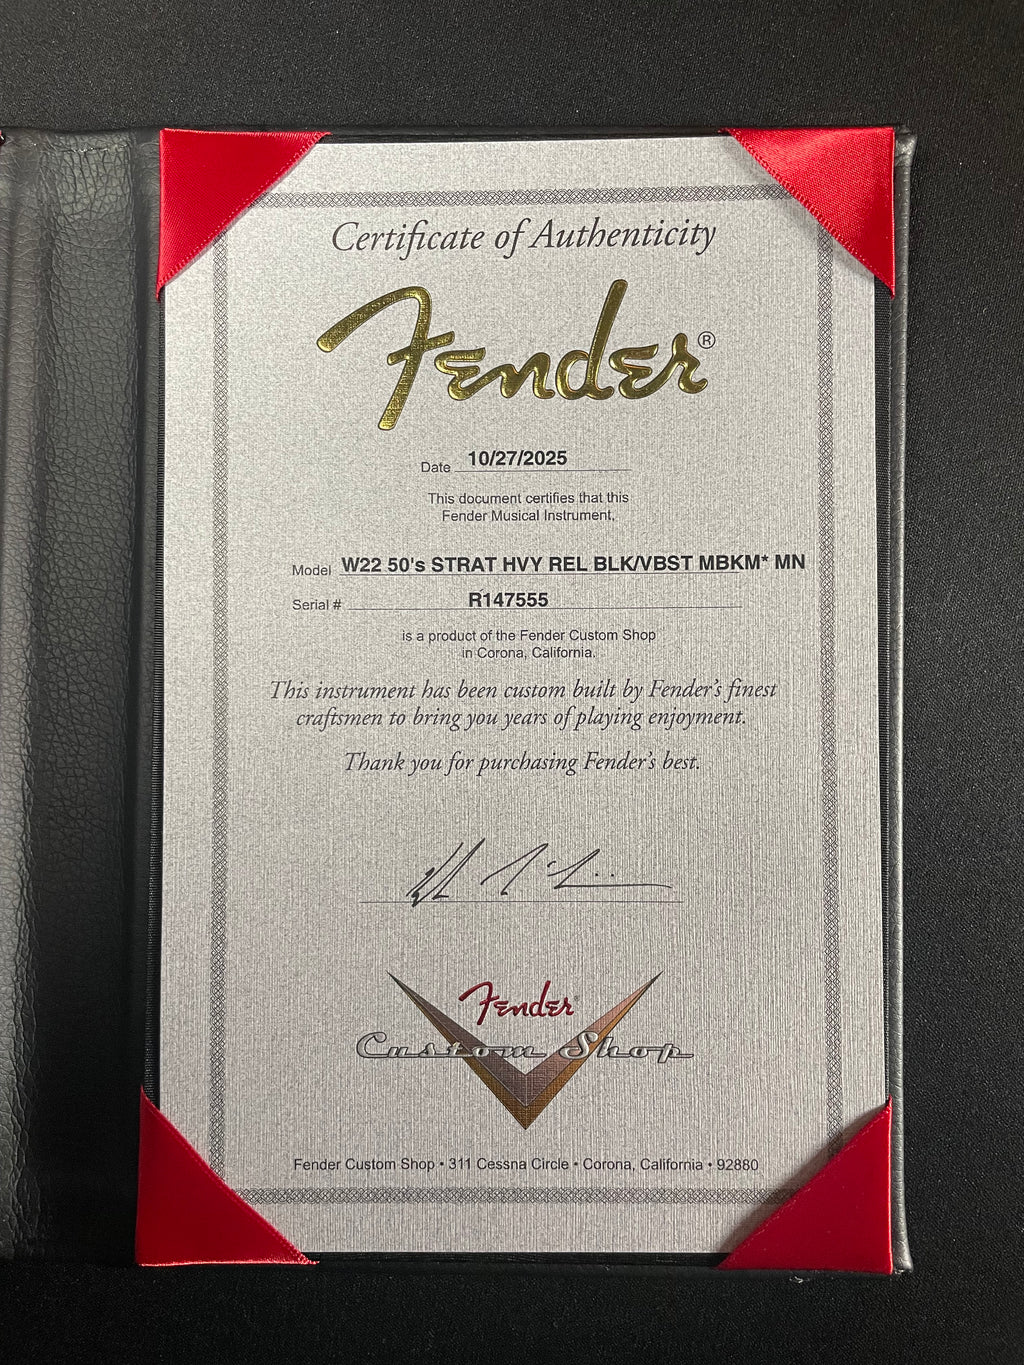 Certificate of Authenticity
Fender®
Date 10/27/2025
This document certifies that this
Fender Musical Instrument,
Model W22 50's STRAT HVY REL BLK/VBST MBKM* MN
Serial # R147555
is a product of the Fender Custom Shop
in Corona, California.
This instrument has been custom built by Fender's finest
craftsmen to bring you years of playing enjoyment.
Thank you for purchasing Fender's best.
Fender®
Custom Shop
Fender Custom Shop • 311 Cessna Circle • Corona, California • 92880